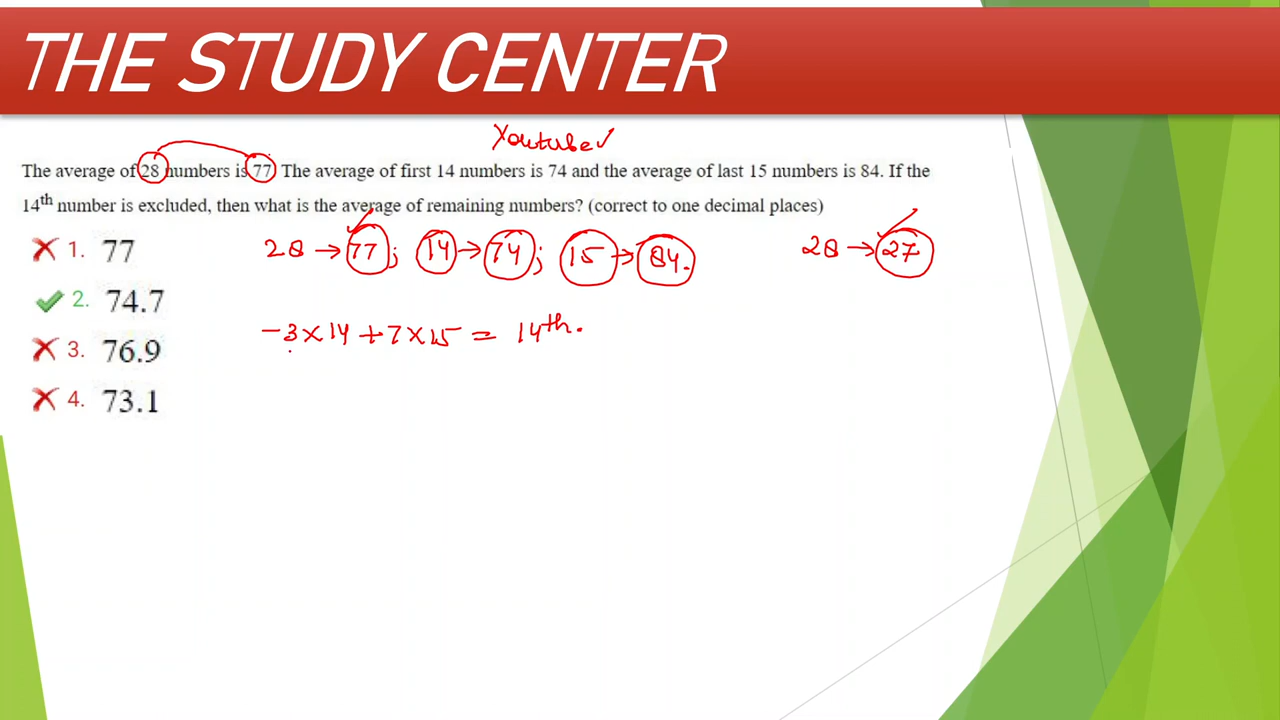 THE STUDY CENTER
Youtube ✓
The average of 28 numbers is 77. The average of first 14 numbers is 74 and the average of last 15 numbers is 84. If the
14th number is excluded, then what is the average of remaining numbers? (correct to one decimal places)
28 → 77; 14 → 74; 15 → 84. 28 → 27
1. 77
2. 74.7
3. 76.9
4. 73.1
-3 × 14 + 7 × 15 = 14th.